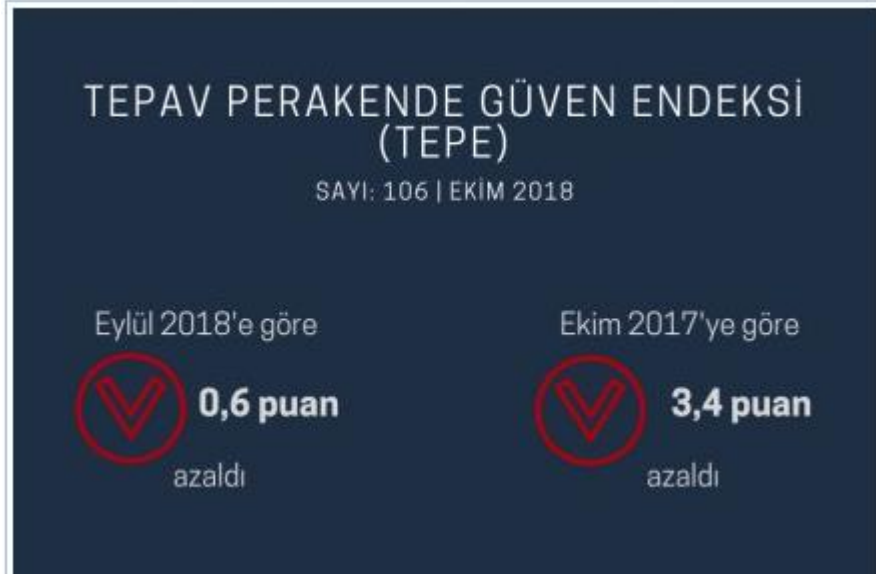 TEPAV PERAKENDE GÜVEN ENDEKSİ
(TEPE)
SAYI: 106 | EKİM 2018
Eylül 2018'e göre
0,6 puan
azaldı
Ekim 2017'ye göre
3,4 puan
azaldı